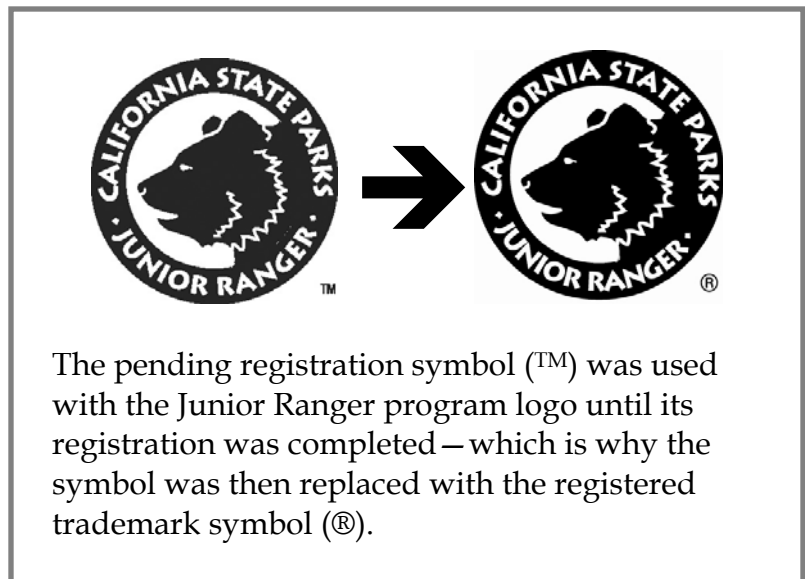 CALIFORNIA STATE PARKS
· JUNIOR RANGER ·
TM
CALIFORNIA STATE PARKS
· JUNIOR RANGER ·
®
The pending registration symbol (TM) was used
with the Junior Ranger program logo until its
registration was completed—which is why the
symbol was then replaced with the registered
trademark symbol (®).